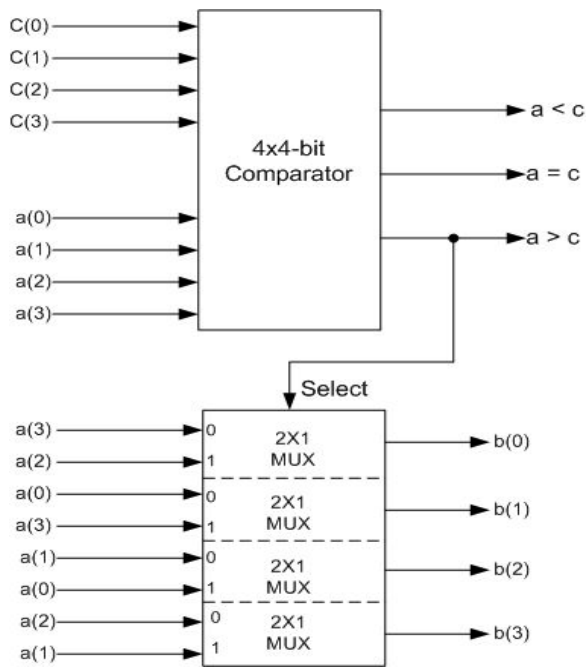 C(0)
C(1)
C(2)
C(3)
4x4-bit
Comparator
a < c
a = c
a > c
a(0)
a(1)
a(2)
a(3)
Select
a(3)
0
2X1
MUX
b(0)
a(2)
1
a(0)
0
2X1
MUX
b(1)
a(3)
1
a(1)
0
2X1
MUX
b(2)
a(0)
1
a(2)
0
2X1
MUX
b(3)
a(1)
1